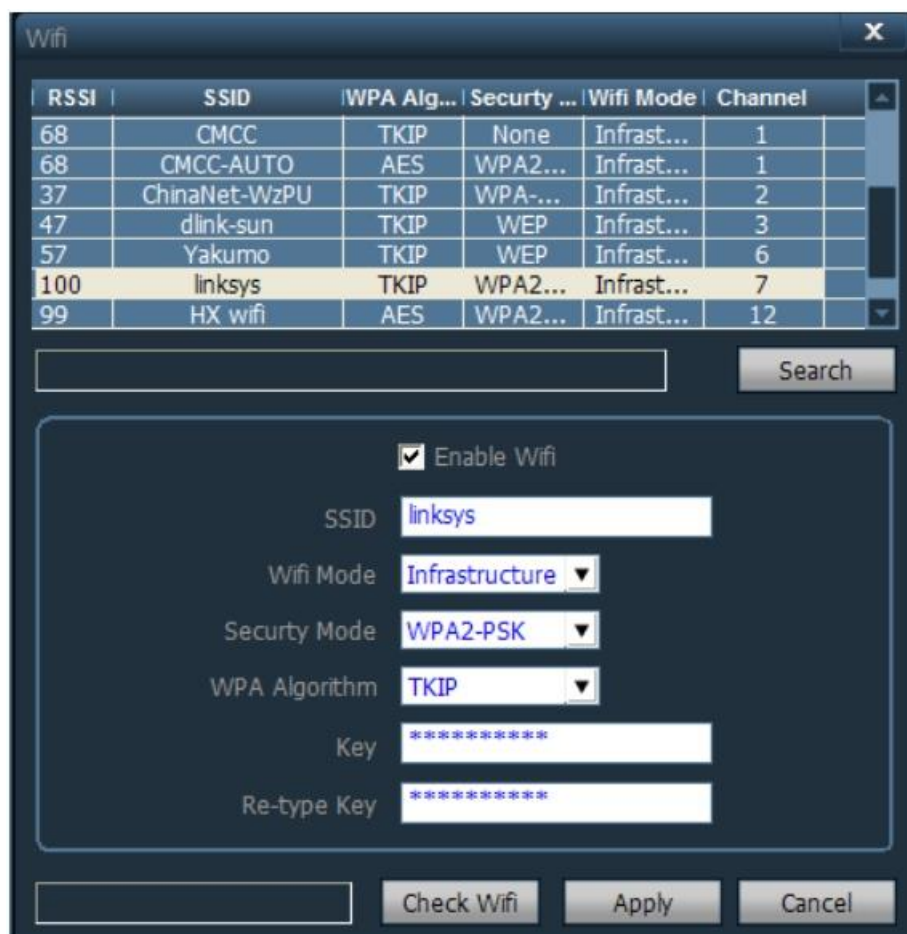 Wifi X
RSSI SSID WPA Alg... Securty ... Wifi Mode Channel
68 CMCC TKIP None Infrast... 1
68 CMCC-AUTO AES WPA2... Infrast... 1
37 ChinaNet-WzPU TKIP WPA-... Infrast... 2
47 dlink-sun TKIP WEP Infrast... 3
57 Yakumo TKIP WEP Infrast... 6
100 linksys TKIP WPA2... Infrast... 7
99 HX wifi AES WPA2... Infrast... 12
Search
Enable Wifi
SSID linksys
Wifi Mode Infrastructure
Securty Mode WPA2-PSK
WPA Algorithm TKIP
Key **********
Re-type Key **********
Check Wifi Apply Cancel